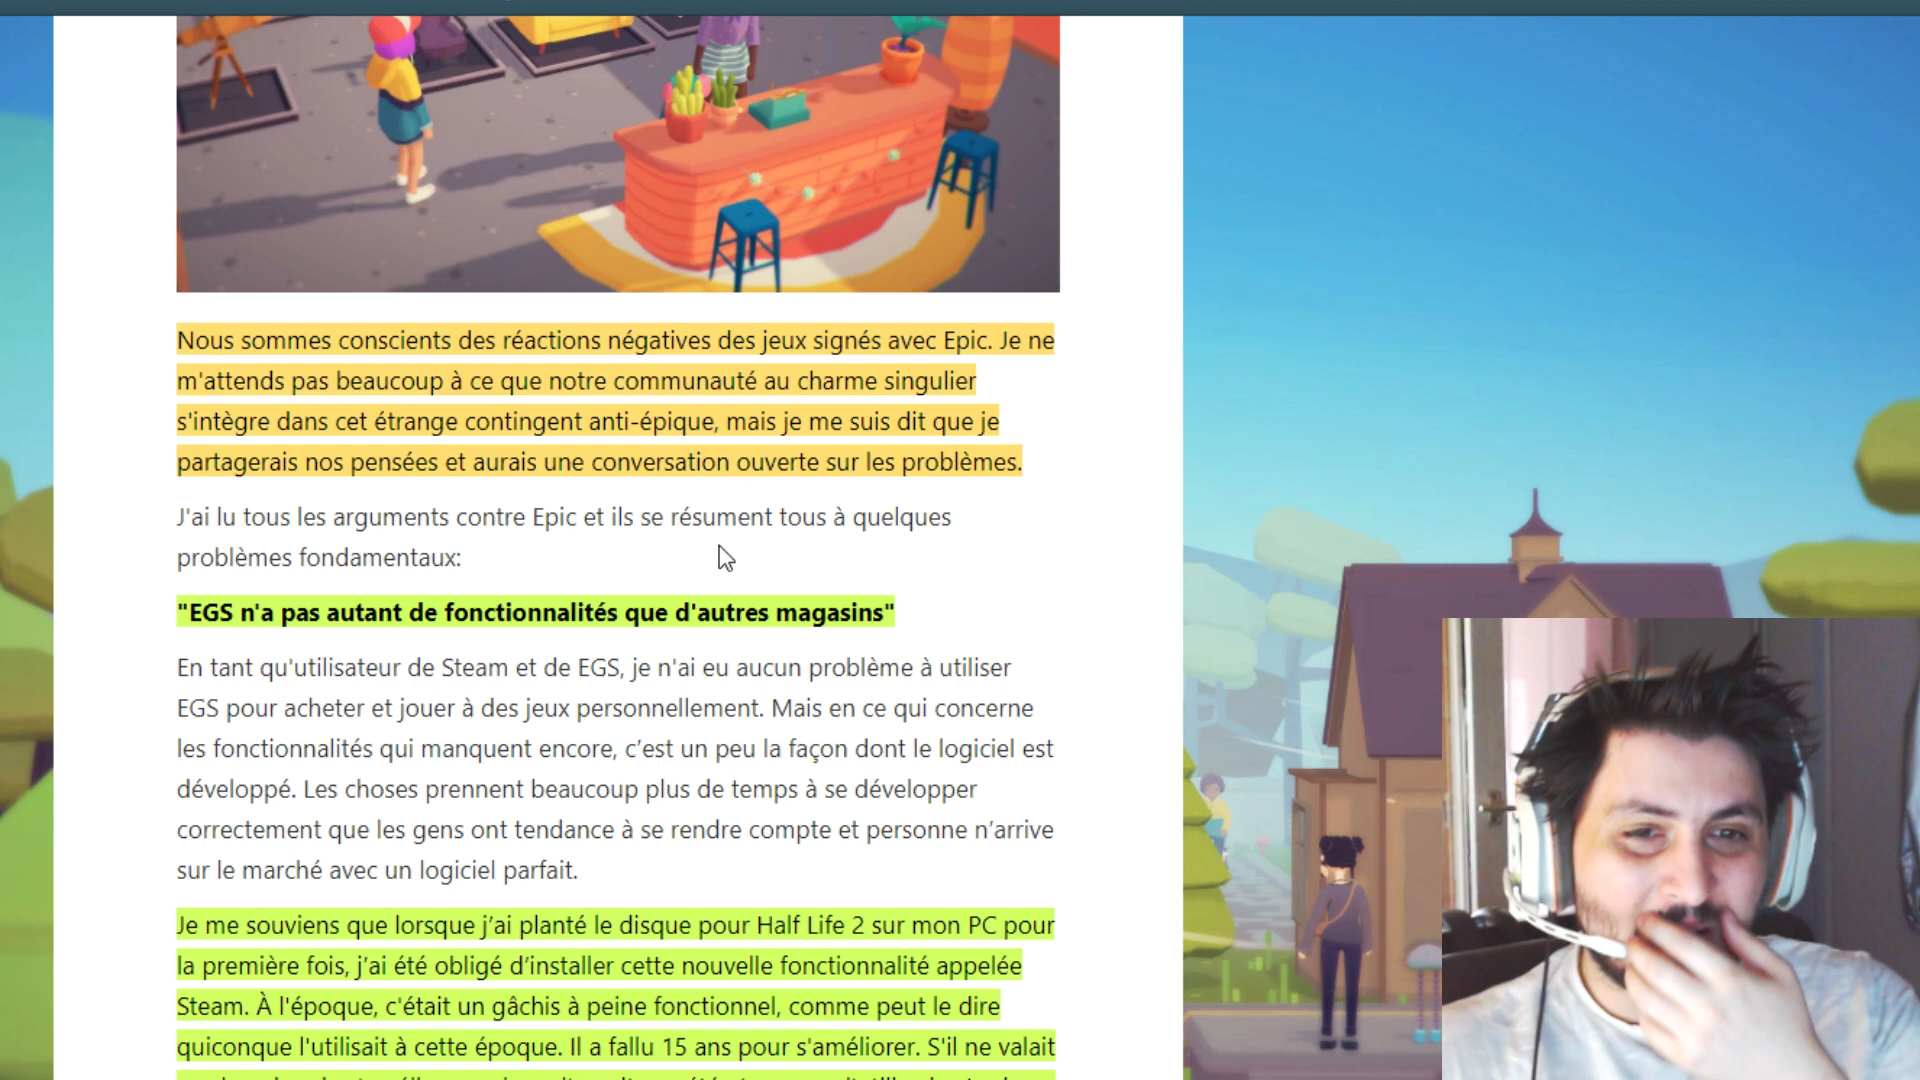 Nous sommes conscients des réactions négatives des jeux signés avec Epic. Je ne
m'attends pas beaucoup à ce que notre communauté au charme singulier
s'intègre dans cet étrange contingent anti-épique, mais je me suis dit que je
partagerais nos pensées et aurais une conversation ouverte sur les problèmes.
J'ai lu tous les arguments contre Epic et ils se résument tous à quelques
problèmes fondamentaux:
"EGS n'a pas autant de fonctionnalités que d'autres magasins"
En tant qu'utilisateur de Steam et de EGS, je n'ai eu aucun problème à utiliser
EGS pour acheter et jouer à des jeux personnellement. Mais en ce qui concerne
les fonctionnalités qui manquent encore, c’est un peu la façon dont le logiciel est
développé. Les choses prennent beaucoup plus de temps à se développer
correctement que les gens ont tendance à se rendre compte et personne n’arrive
sur le marché avec un logiciel parfait.
Je me souviens que lorsque j’ai planté le disque pour Half Life 2 sur mon PC pour
la première fois, j’ai été obligé d’installer cette nouvelle fonctionnalité appelée
Steam. À l'époque, c'était un gâchis à peine fonctionnel, comme peut le dire
quiconque l'utilisait à cette époque. Il a fallu 15 ans pour s'améliorer. S'il ne valait